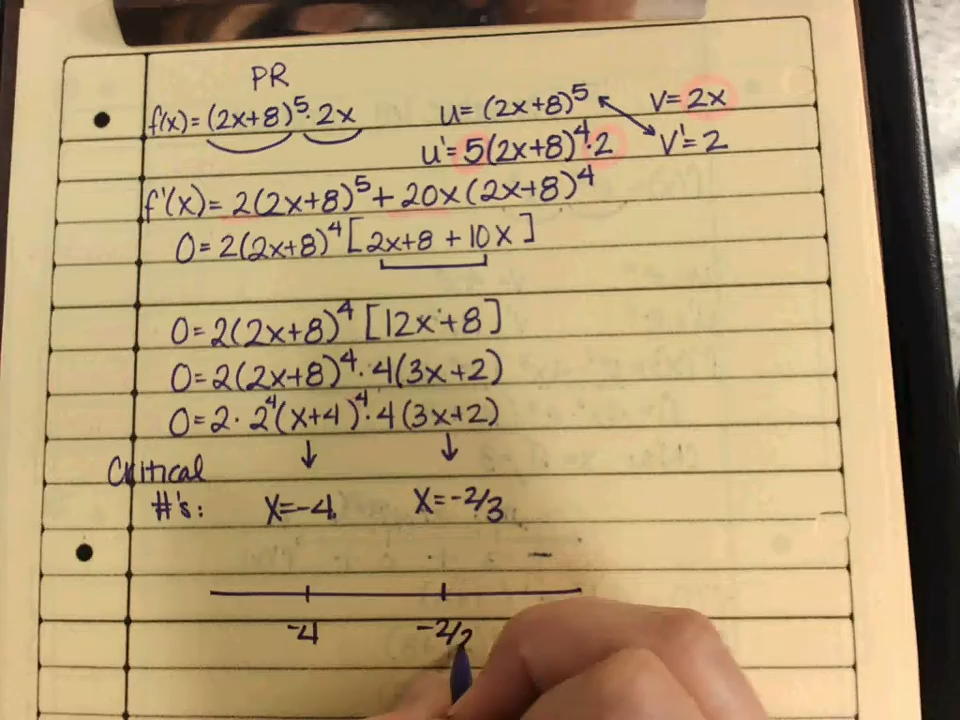 PR
f(x) = (2x+8)^5 · 2x   u = (2x+8)^5   v = 2x
u' = 5(2x+8)^4 · 2   v' = 2
f'(x) = 2(2x+8)^5 + 20x(2x+8)^4
0 = 2(2x+8)^4 [2x+8 + 10x]
0 = 2(2x+8)^4 [12x+8]
0 = 2(2x+8)^4 · 4(3x+2)
0 = 2 · 2^4 (x+4)^4 · 4(3x+2)
Critical
#'s:   x=-4   x=-2/3
-4   -2/